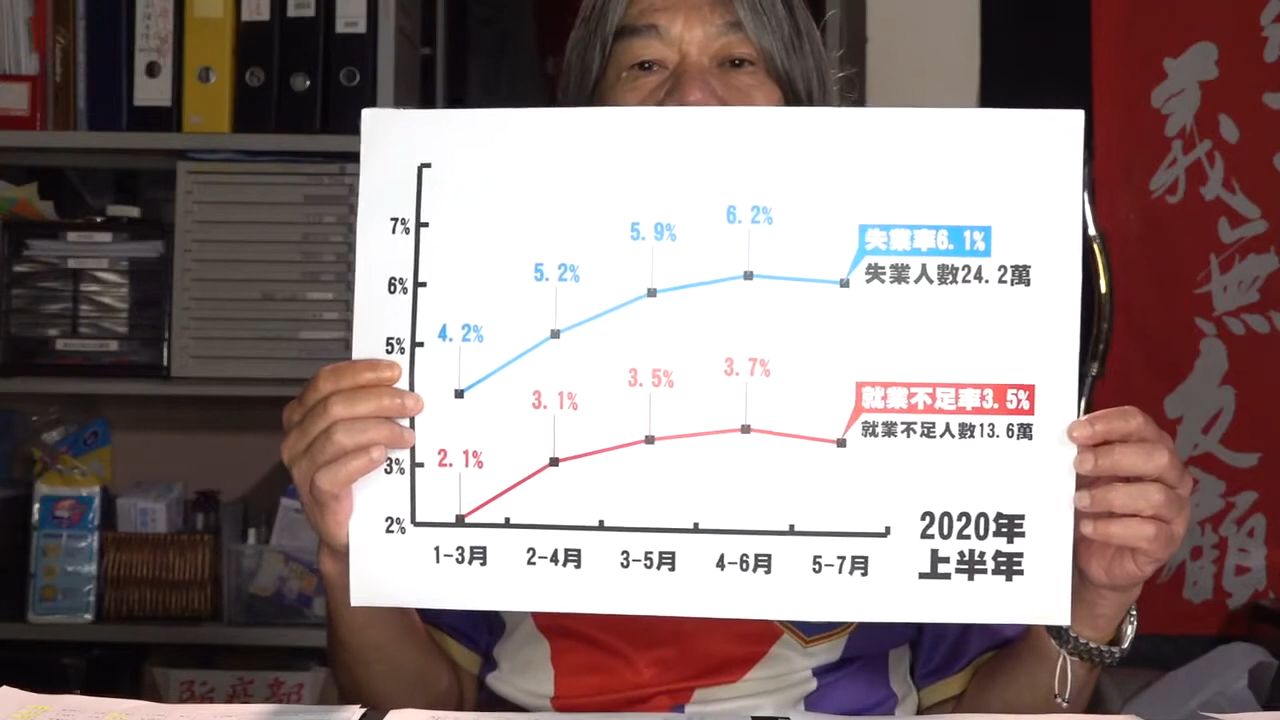 7%
6%
5%
3%
2%
4.2%
5.2%
5.9%
6.2%
失業率6.1%
失業人數24.2萬
2.1%
3.1%
3.5%
3.7%
就業不足率3.5%
就業不足人數13.6萬
1-3月
2-4月
3-5月
4-6月
5-7月
2020年
上半年
義無反顧